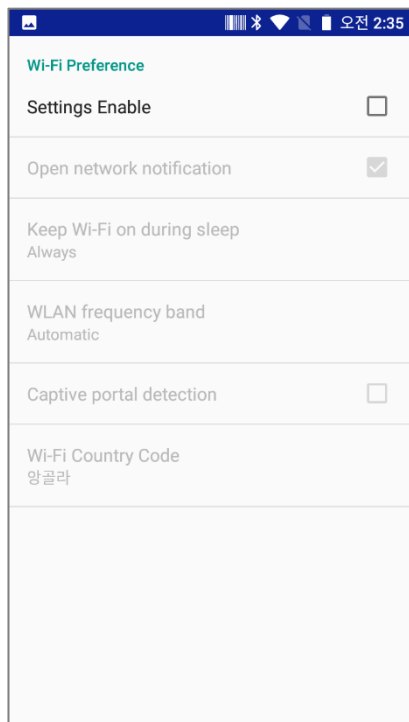 오전 2:35
Wi-Fi Preference
Settings Enable
Open network notification
Keep Wi-Fi on during sleep
Always
WLAN frequency band
Automatic
Captive portal detection
Wi-Fi Country Code
앙골라